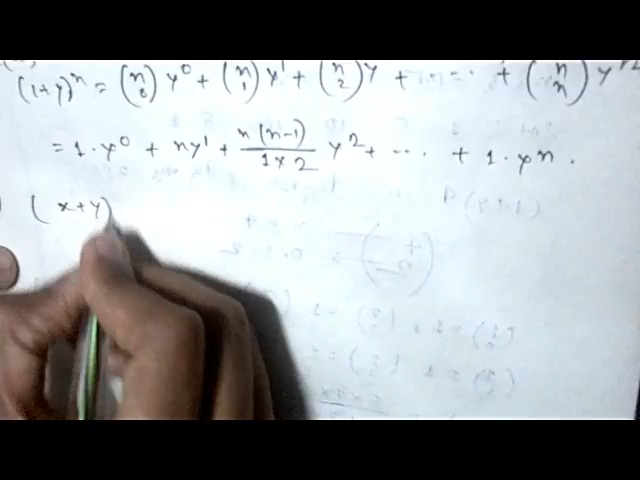 (1+y)^n = (n 0) y^0 + (n 1) y^1 + (n 2) y + --- + (n n) y^n
= 1 · y^0 + ny^1 + n(n-1)/1×2 y^2 + --- + 1 · y^n .
(x+y)